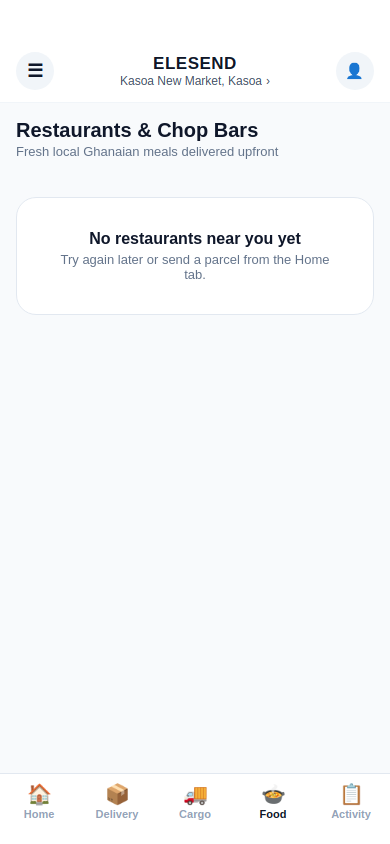 ELESEND
Kasoa New Market, Kasoa ›
Restaurants & Chop Bars
Fresh local Ghanaian meals delivered upfront
No restaurants near you yet
Try again later or send a parcel from the Home
tab.
Home
Delivery
Cargo
Food
Activity